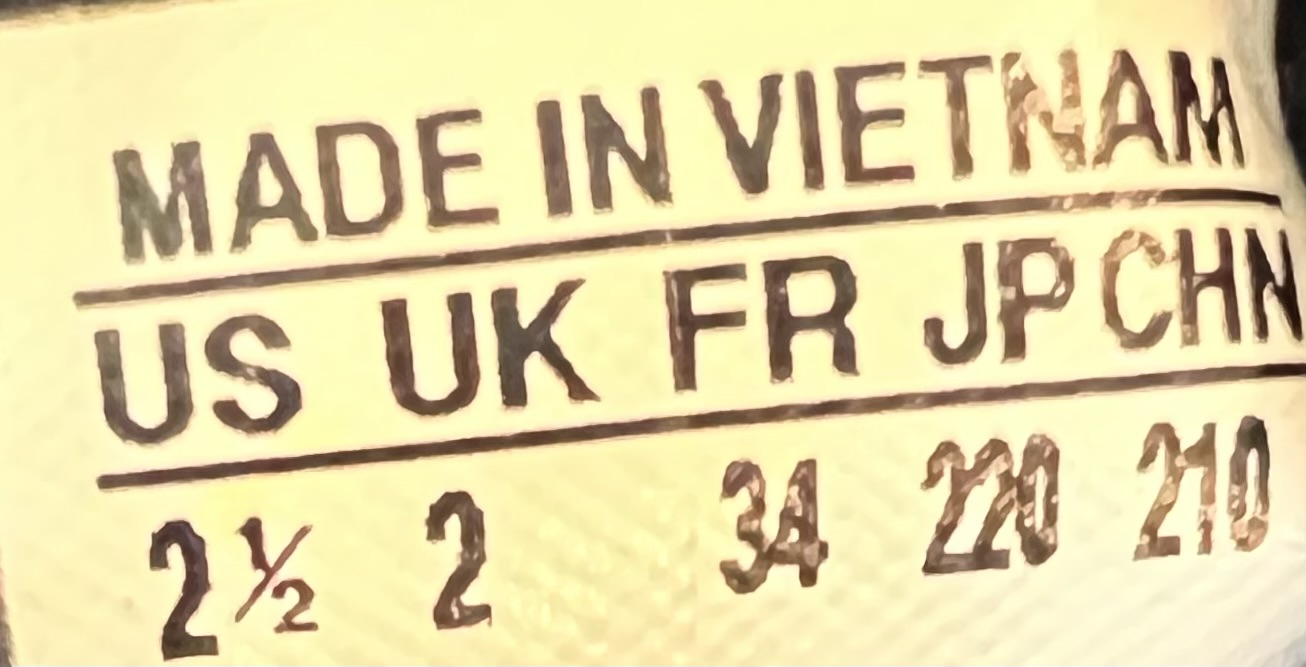 MADE IN VIETNAM
US UK FR JP CHN
2½ 2 34 220 210